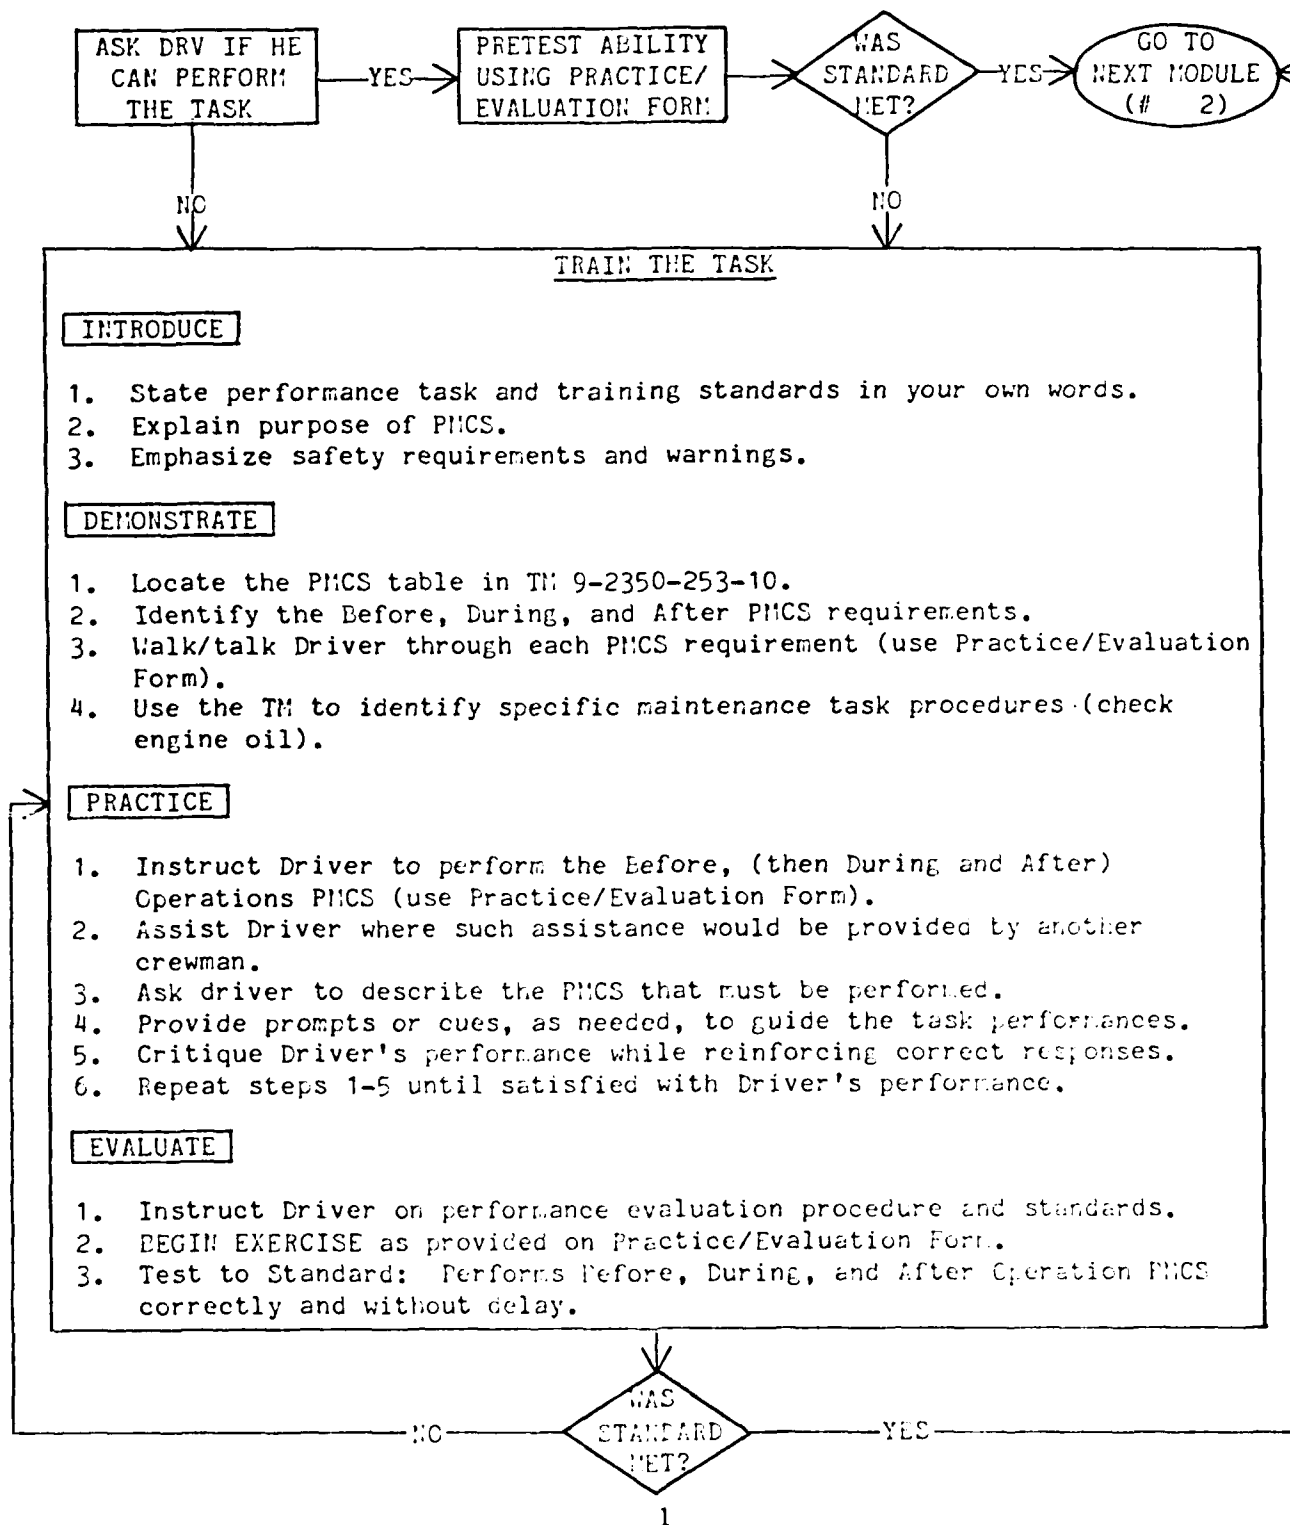 ASK DRV IF HE
CAN PERFORM
THE TASK
YES
PRETEST ABILITY
USING PRACTICE/
EVALUATION FORM
WAS
STANDARD
MET?
YES
GO TO
NEXT MODULE
(# 2)
NO
NO
TRAIN THE TASK
INTRODUCE
1. State performance task and training standards in your own words.
2. Explain purpose of PMCS.
3. Emphasize safety requirements and warnings.
DEMONSTRATE
1. Locate the PMCS table in TM 9-2350-253-10.
2. Identify the Before, During, and After PMCS requirements.
3. Walk/talk Driver through each PMCS requirement (use Practice/Evaluation
Form).
4. Use the TM to identify specific maintenance task procedures (check
engine oil).
PRACTICE
1. Instruct Driver to perform the Before, (then During and After)
Operations PMCS (use Practice/Evaluation Form).
2. Assist Driver where such assistance would be provided by another
crewman.
3. Ask driver to describe the PMCS that must be performed.
4. Provide prompts or cues, as needed, to guide the task performances.
5. Critique Driver's performance while reinforcing correct responses.
6. Repeat steps 1-5 until satisfied with Driver's performance.
EVALUATE
1. Instruct Driver on performance evaluation procedure and standards.
2. BEGIN EXERCISE as provided on Practice/Evaluation Form.
3. Test to Standard: Performs Before, During, and After Operation PMCS
correctly and without delay.
WAS
STANDARD
MET?
NO
YES
1